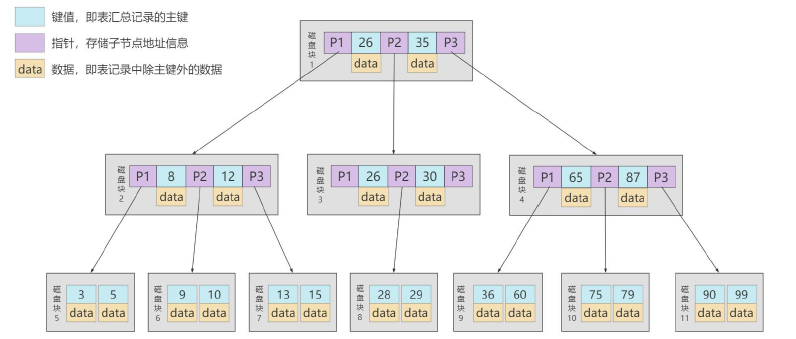 键值，即表汇总记录的主键
指针，存储子节点地址信息
data 数据，即表记录中除主键外的数据
磁盘块1 P1 26 P2 35 P3
data data
磁盘块2 P1 8 P2 12 P3
data data
磁盘块3 P1 26 P2 30 P3
data data
磁盘块4 P1 65 P2 87 P3
data data
磁盘块5 3 5
data data
磁盘块6 9 10
data data
磁盘块7 13 15
data data
磁盘块8 28 29
data data
磁盘块9 36 60
data data
磁盘块10 75 79
data data
磁盘块11 90 99
data data